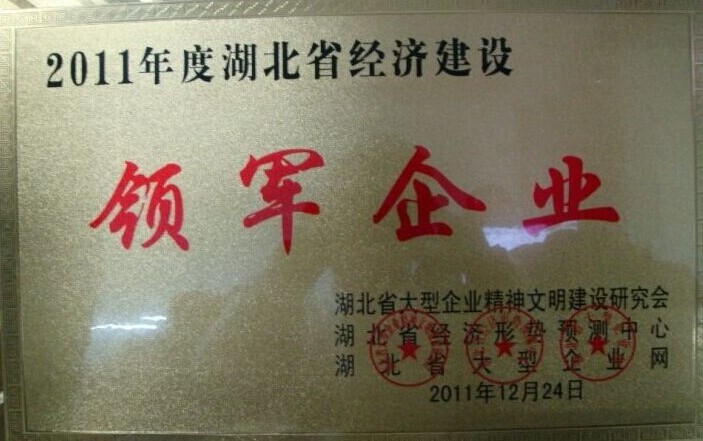 2011年度湖北省经济建设
领军企业
湖北省大型企业精神文明建设研究会
湖北省经济形势预测中心
湖北省大型企业网
2011年12月24日